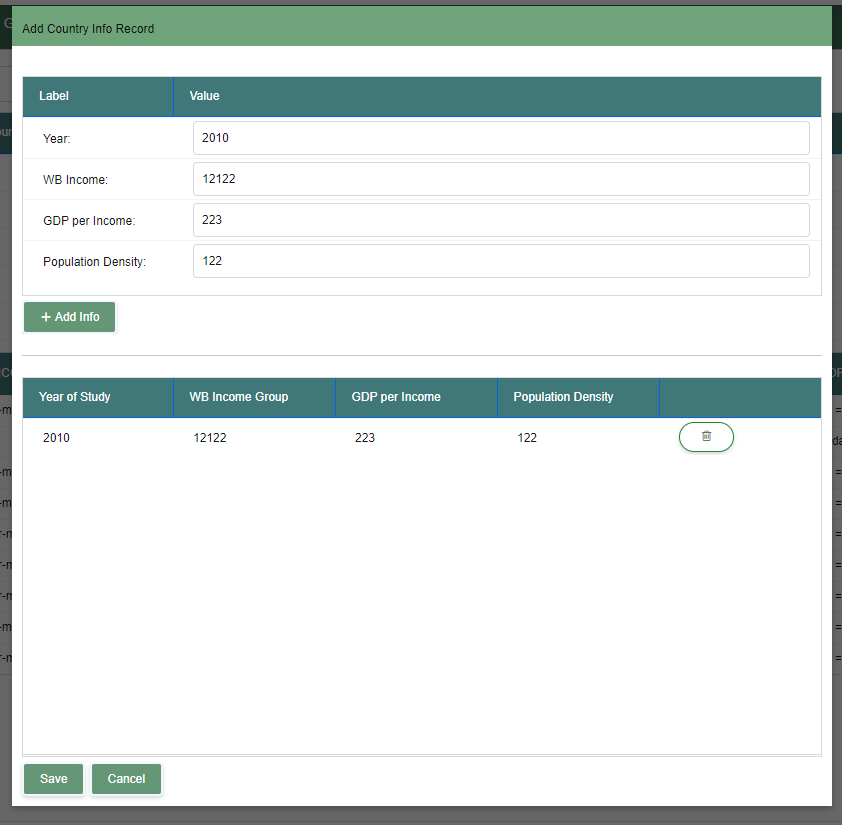 Add Country Info Record
Label Value
Year: 2010
WB Income: 12122
GDP per Income: 223
Population Density: 122
+ Add Info
Year of Study WB Income Group GDP per Income Population Density
2010 12122 223 122
Save Cancel